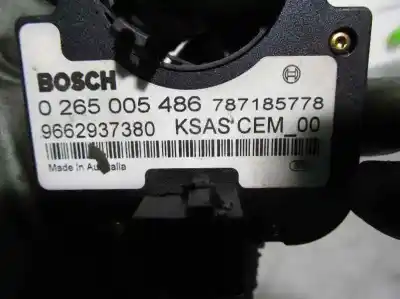 BOSCH
0 265 005 486 787185778
9662937380 KSAS CEM_00
Made in Australia